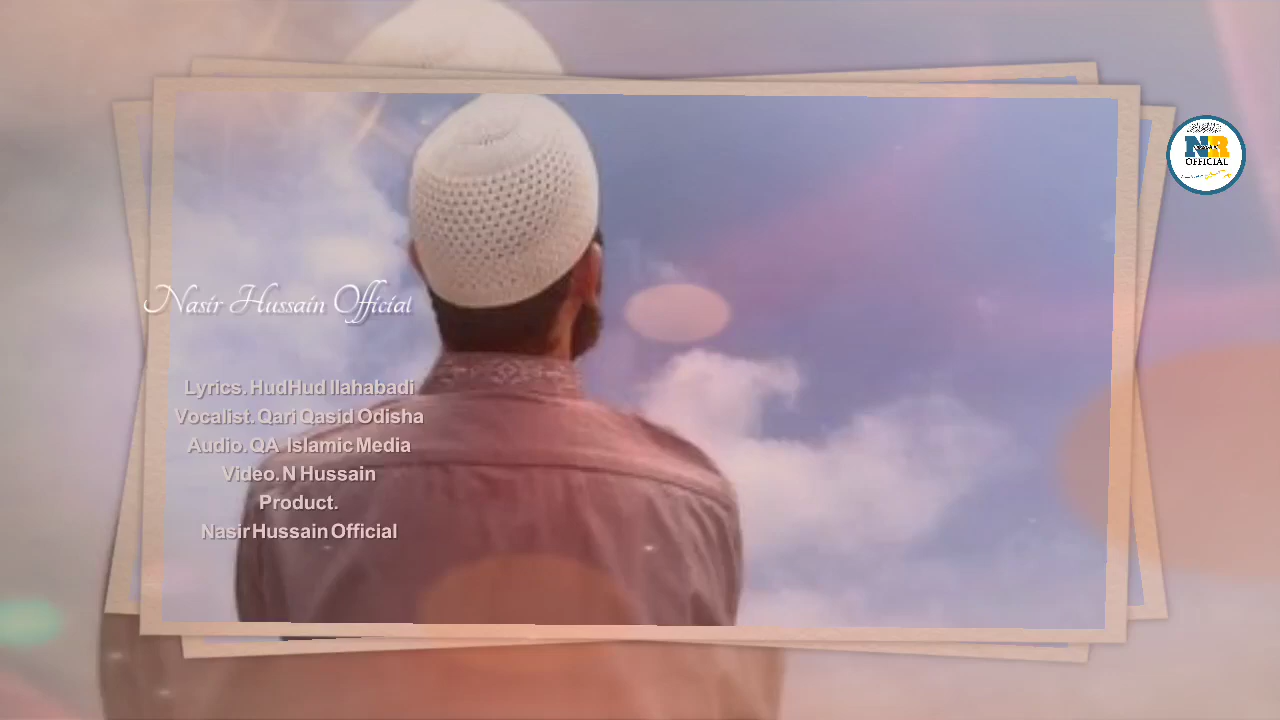 Nasir Hussain Official
Lyrics. HudHud Ilahabadi
Vocalist. Qari Qasid Odisha
Audio. QA Islamic Media
Video. N Hussain
Product.
Nasir Hussain Official
OFFICIAL